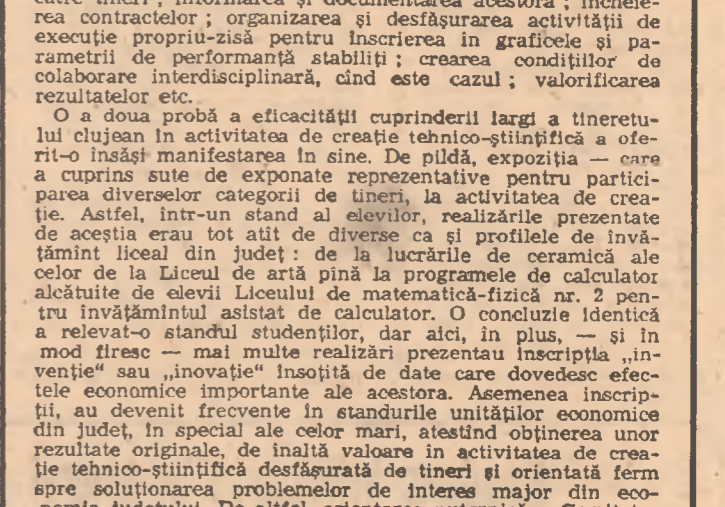 către tineri ; informarea și documentarea acestora ; încheie-
rea contractelor ; organizarea și desfășurarea activității de
execuție propriu-zisă pentru înscrierea în graficele și pa-
rametrii de performanță stabiliți ; crearea condițiilor de
colaborare interdisciplinară, cînd este cazul ; valorificarea
rezultatelor etc.
O a doua probă a eficacității cuprinderii largi a tineretu-
lui clujean în activitatea de creație tehnico-științifică a ofe-
rit-o însăși manifestarea în sine. De pildă, expoziția — care
a cuprins sute de exponate reprezentative pentru partici-
parea diverselor categorii de tineri, la activitatea de crea-
ție. Astfel, într-un stand al elevilor, realizările prezentate
de aceștia erau tot atît de diverse ca și profilele de învă-
țămînt liceal din județ : de la lucrările de ceramică ale
celor de la Liceul de artă pînă la programele de calculator
alcătuite de elevii Liceului de matematică-fizică nr. 2 pen-
tru învățămîntul asistat de calculator. O concluzie identică
a relevat-o standul studenților, dar aici, în plus, — și în
mod firesc — mai multe realizări prezentau inscripția „in-
venție“ sau „inovație“ însoțită de date care dovedesc efec-
tele economice importante ale acestora. Asemenea inscrip-
ții, au devenit frecvente în standurile unităților economice
din județ, în special ale celor mari, atestînd obținerea unor
rezultate originale, de înaltă valoare în activitatea de crea-
ție tehnico-științifică desfășurată de tineri și orientată ferm
spre soluționarea problemelor de interes major din eco-